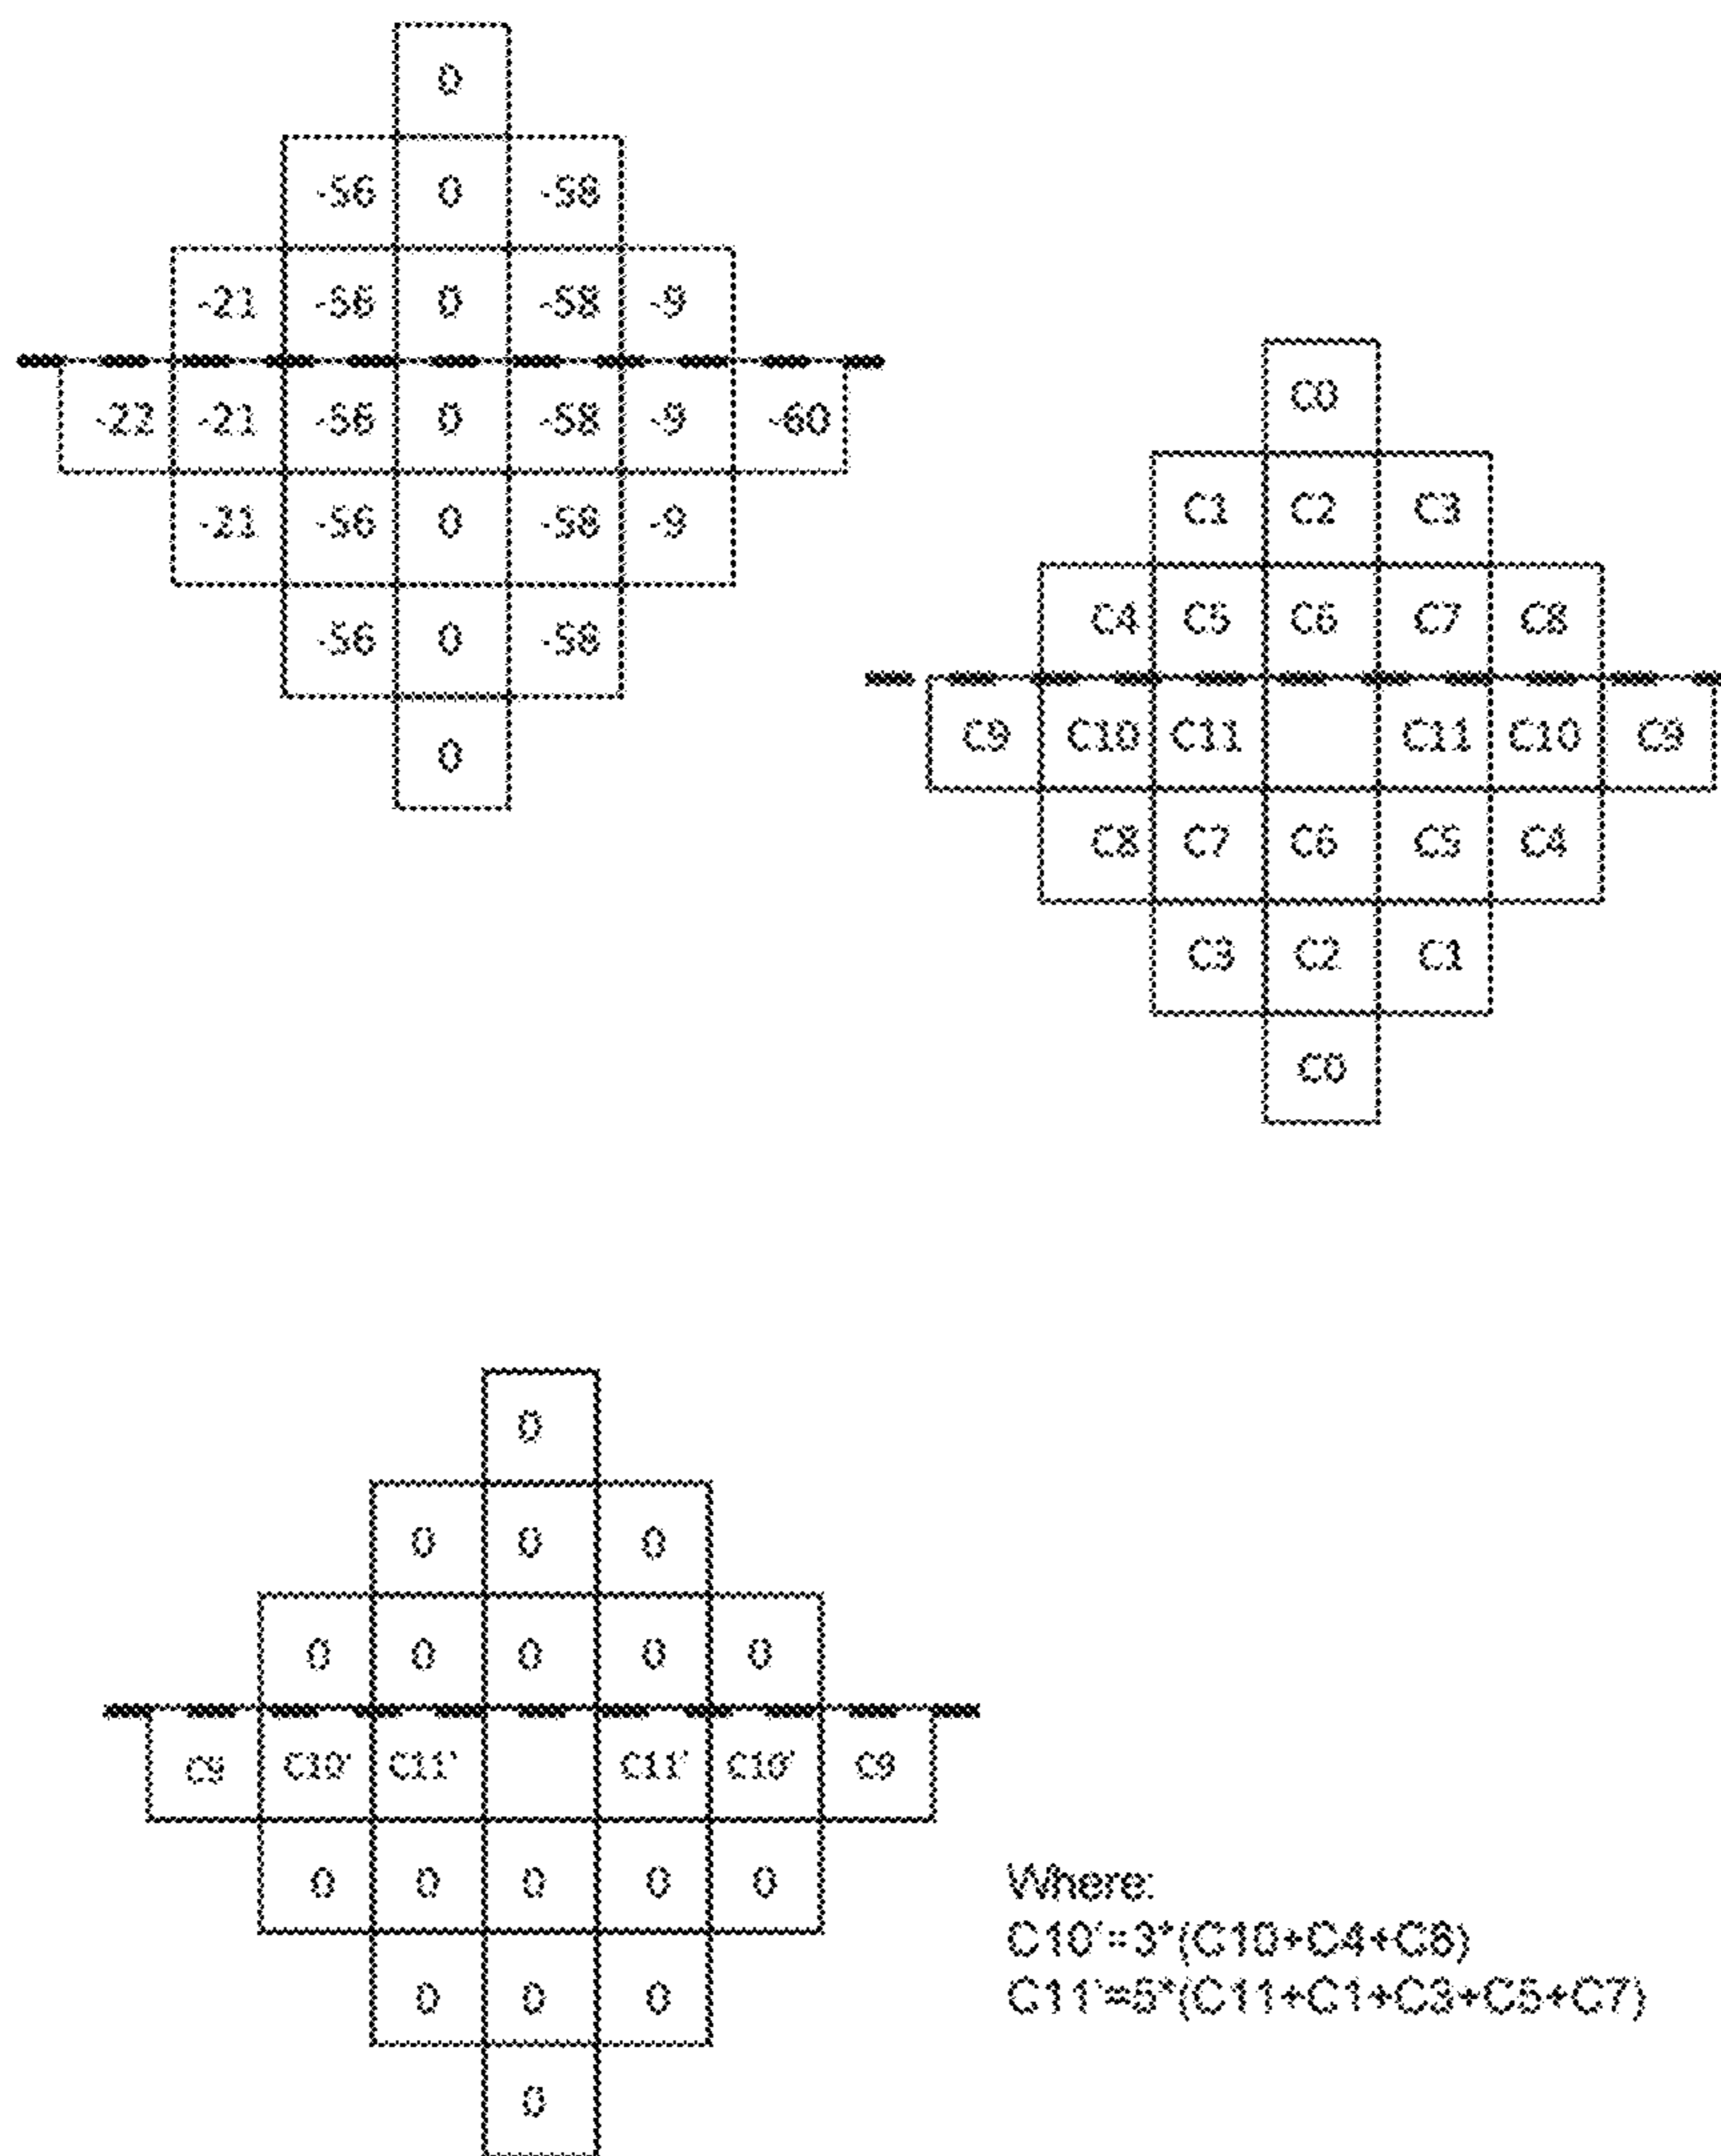 0
-56 0 -58
-21 -56 0 -58 -9
-22 -21 -56 0 -58 -9 -60
-21 -56 0 -58 -9
-56 0 -58
0
C0
C1 C2 C3
C4 C5 C6 C7 C8
C9 C10 C11 C11 C10 C9
C8 C7 C6 C5 C4
C3 C2 C1
C0
0
0 0 0
0 0 0 0 0
C9 C10' C11' C11' C10' C9
0 0 0 0 0
0 0 0
0
Where:
C10'=3*(C10+C4+C8)
C11'=5*(C11+C1+C3+C5+C7)